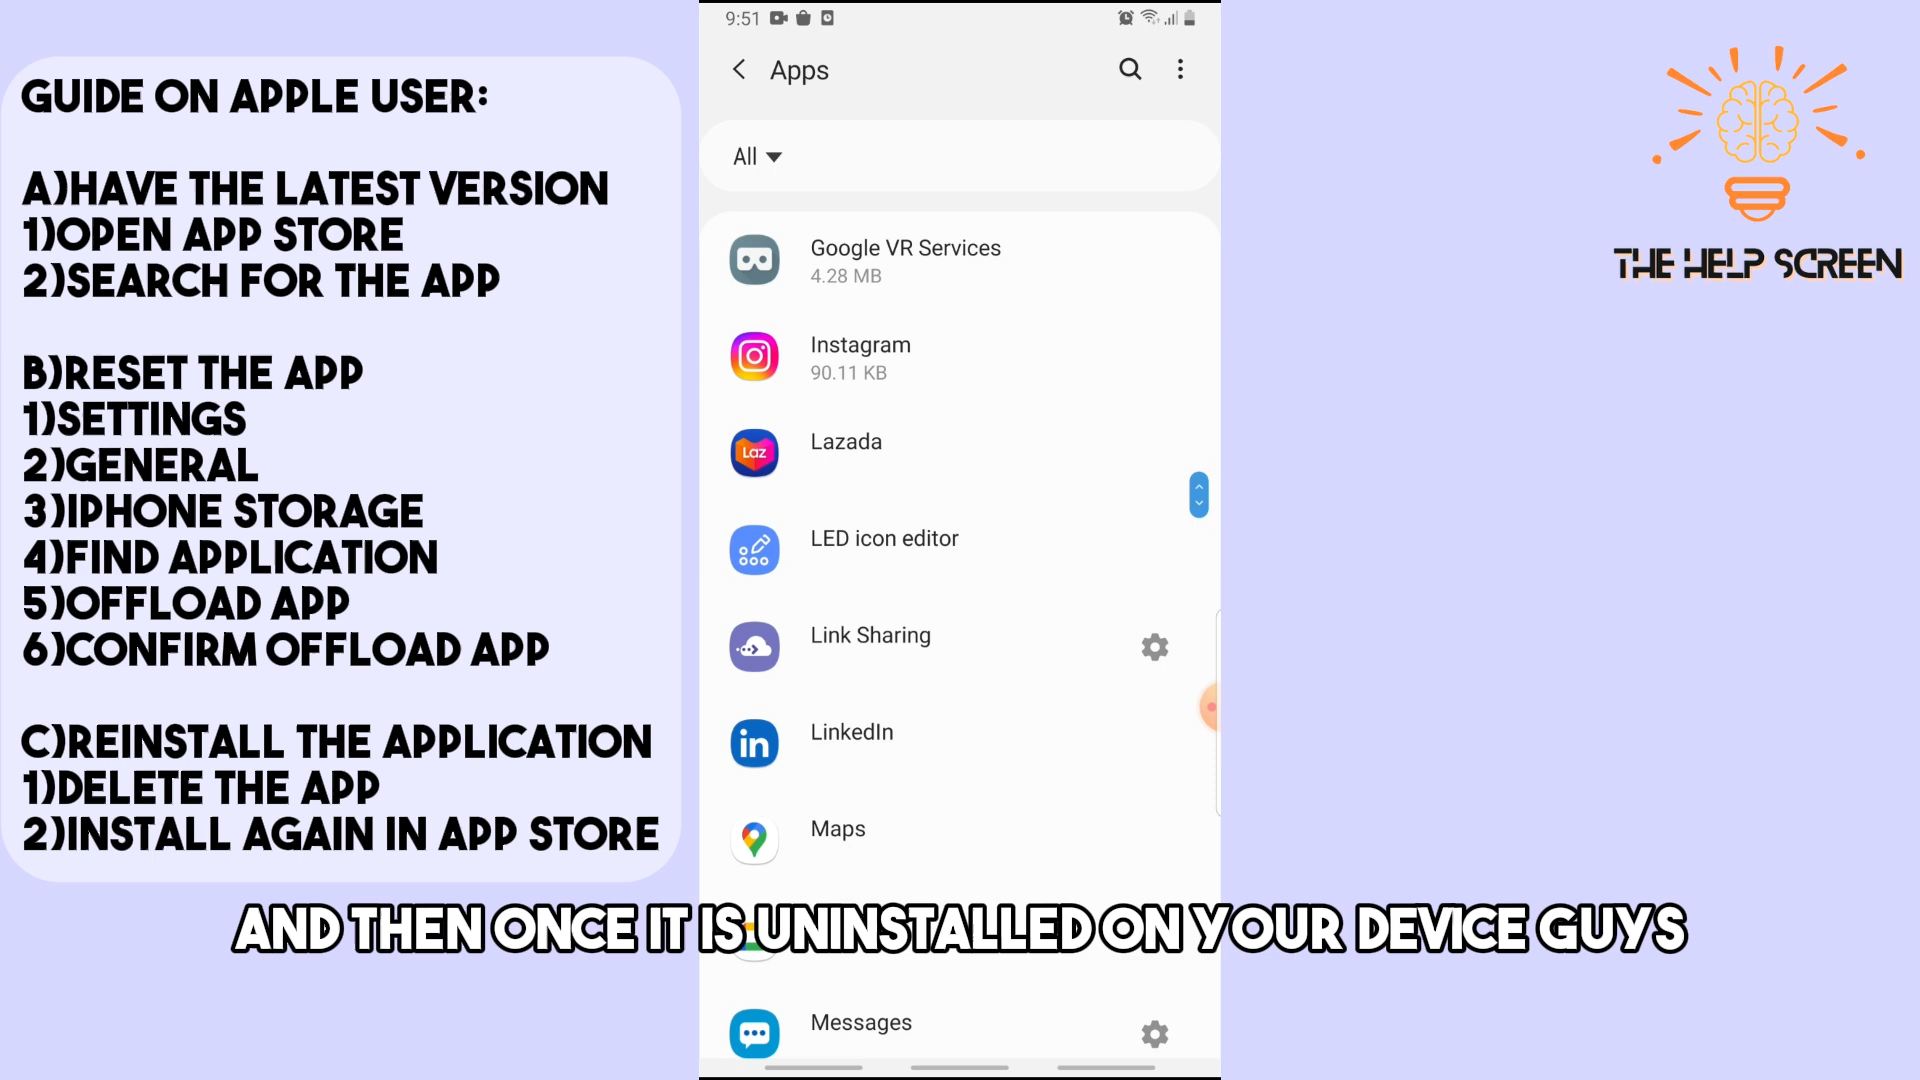 GUIDE ON APPLE USER:
A)HAVE THE LATEST VERSION
1)OPEN APP STORE
2)SEARCH FOR THE APP
B)RESET THE APP
1)SETTINGS
2)GENERAL
3)IPHONE STORAGE
4)FIND APPLICATION
5)OFFLOAD APP
6)CONFIRM OFFLOAD APP
C)REINSTALL THE APPLICATION
1)DELETE THE APP
2)INSTALL AGAIN IN APP STORE
9:51
Apps
All
Google VR Services
4.28 MB
Instagram
90.11 KB
Laz
Lazada
LED icon editor
Link Sharing
in
LinkedIn
Maps
Messages
THE HELP SCREEN
AND THEN ONCE IT IS UNINSTALLED ON YOUR DEVICE GUYS